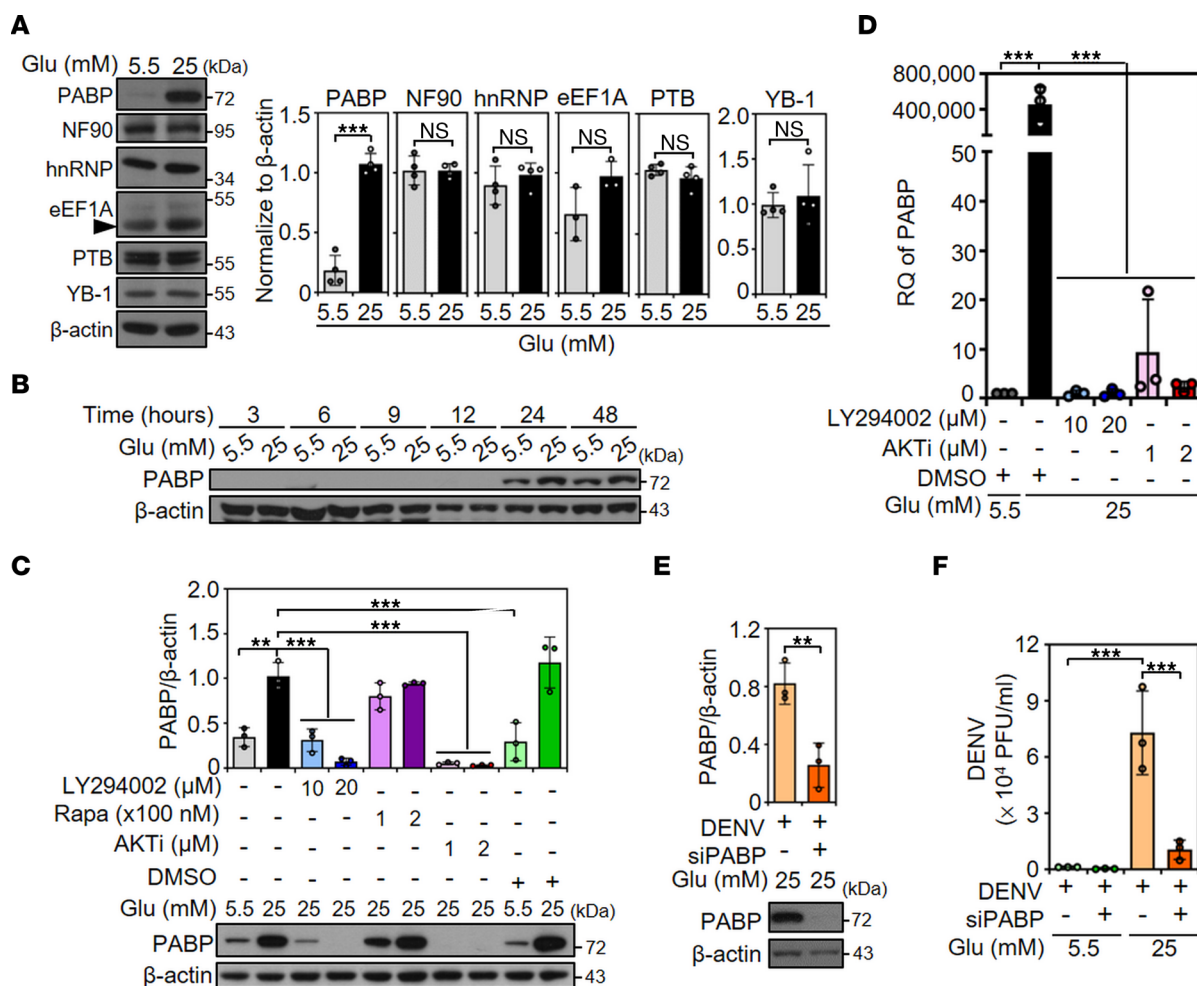 A
Glu (mM) 5.5 25 (kDa)
PABP 72
NF90 95
hnRNP 34
eEF1A 55
PTB 55
YB-1 55
β-actin 43
Normalize to β-actin
PABP NF90 hnRNP eEF1A PTB YB-1
*** NS NS NS NS NS
1.5 2.0
1.0 1.5
0.5 1.0
0 0.5
0
5.5 25 5.5 25 5.5 25 5.5 25 5.5 25 5.5 25
Glu (mM)
B
Time (hours) 3 6 9 12 24 48
Glu (mM) 5.5 25 5.5 25 5.5 25 5.5 25 5.5 25 5.5 25 (kDa)
PABP 72
β-actin 43
C
PABP/β-actin
2.0
1.5
1.0
0.5
0
***
***
** ***
LY294002 (µM) - - 10 20 - - - - - -
Rapa (x100 nM) - - - - 1 2 - - - -
AKTi (µM) - - - - - - 1 2 - -
DMSO - - - - - - - - + +
Glu (mM) 5.5 25 25 25 25 25 25 25 5.5 25 (kDa)
PABP 72
β-actin 43
D
RQ of PABP
*** ***
800,000
400,000
50
30
20
10
0
LY294002 (µM) - - 10 20 - -
AKTi (µM) - - - - 1 2
DMSO + + - - - -
Glu (mM) 5.5 25
E
PABP/β-actin
1.2
0.8
0.4
0
**
DENV + +
siPABP - +
Glu (mM) 25 25 (kDa)
PABP 72
β-actin 43
F
DENV
(× 10⁴ PFU/ml)
12
9
6
3
0
*** ***
DENV + + + +
siPABP - + - +
Glu (mM) 5.5 25